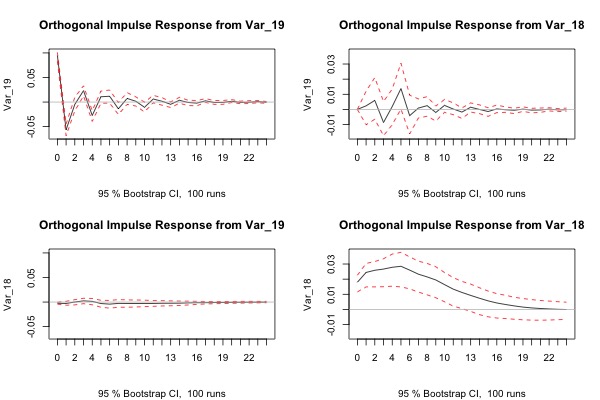 Orthogonal Impulse Response from Var_19
Var_19
0.05
-0.05
0 2 4 6 8 10 13 16 19 22
95 % Bootstrap CI, 100 runs
Orthogonal Impulse Response from Var_18
Var_19
0.03
0.01
-0.01
0 2 4 6 8 10 13 16 19 22
95 % Bootstrap CI, 100 runs
Orthogonal Impulse Response from Var_19
Var_18
0.05
-0.05
0 2 4 6 8 10 13 16 19 22
95 % Bootstrap CI, 100 runs
Orthogonal Impulse Response from Var_18
Var_18
0.03
0.01
-0.01
0 2 4 6 8 10 13 16 19 22
95 % Bootstrap CI, 100 runs